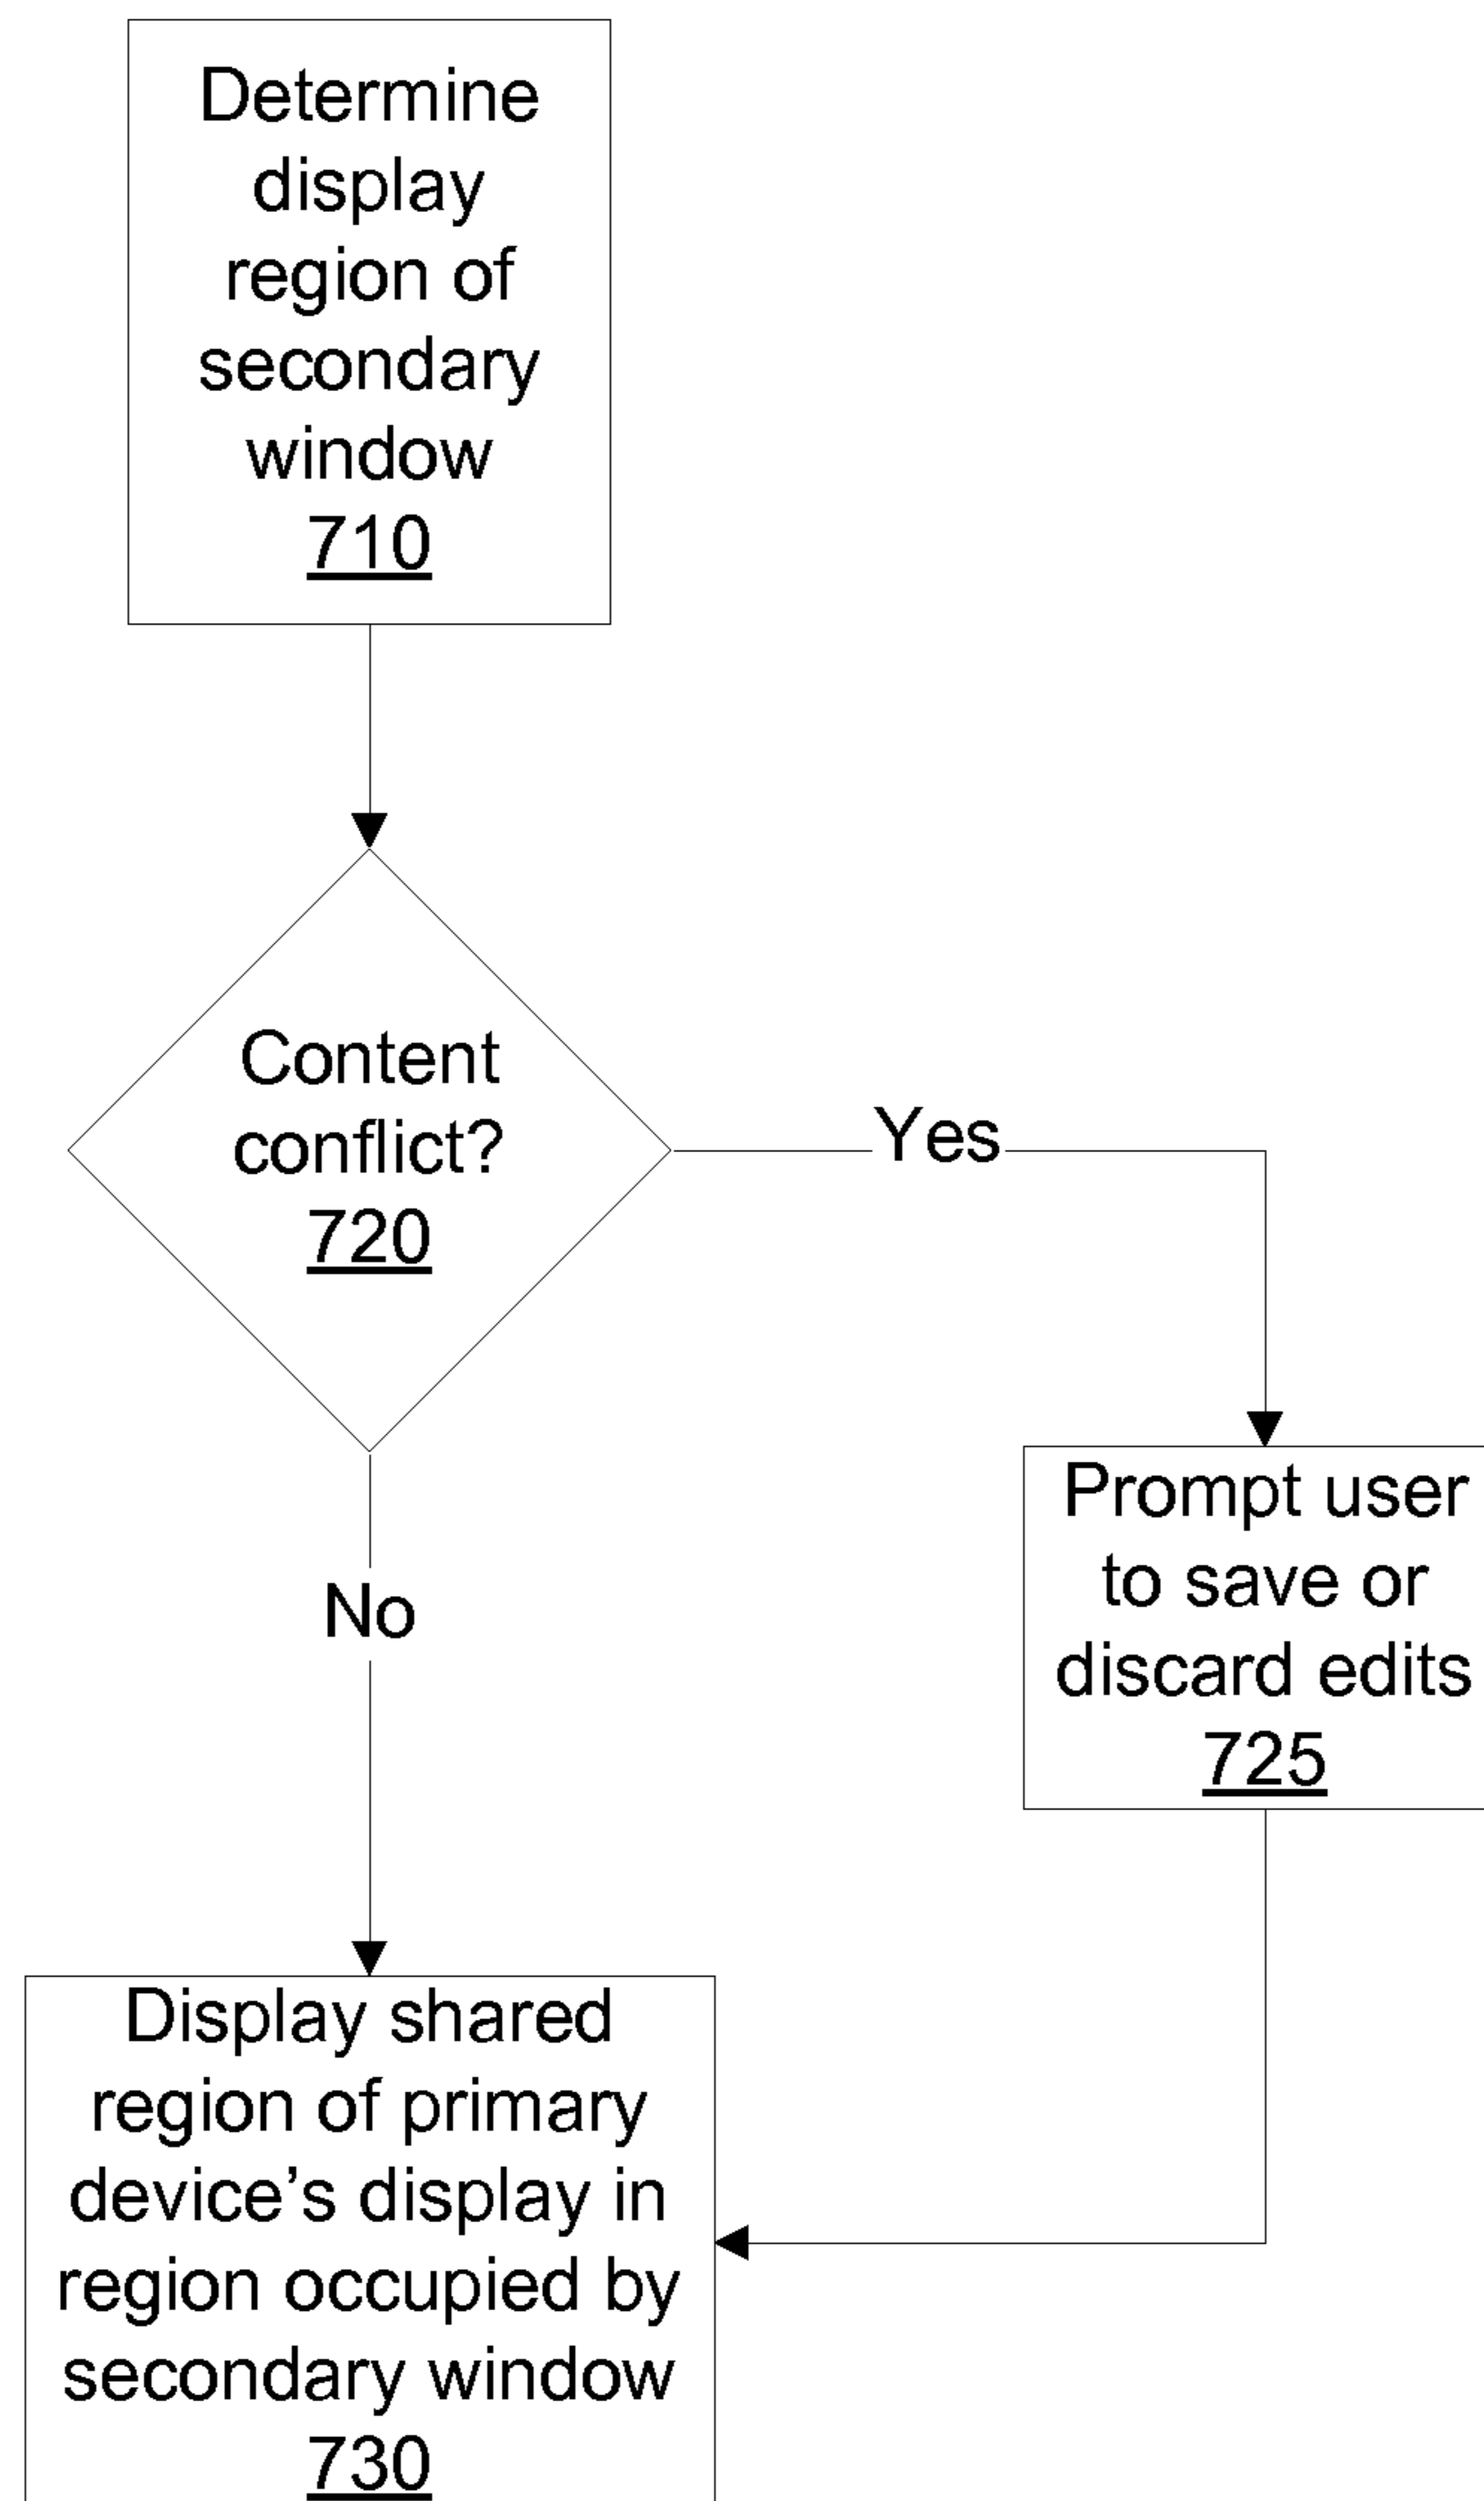 Determine
display
region of
secondary
window
710
Content
conflict?
720
Yes
No
Prompt user
to save or
discard edits
725
Display shared
region of primary
device’s display in
region occupied by
secondary window
730